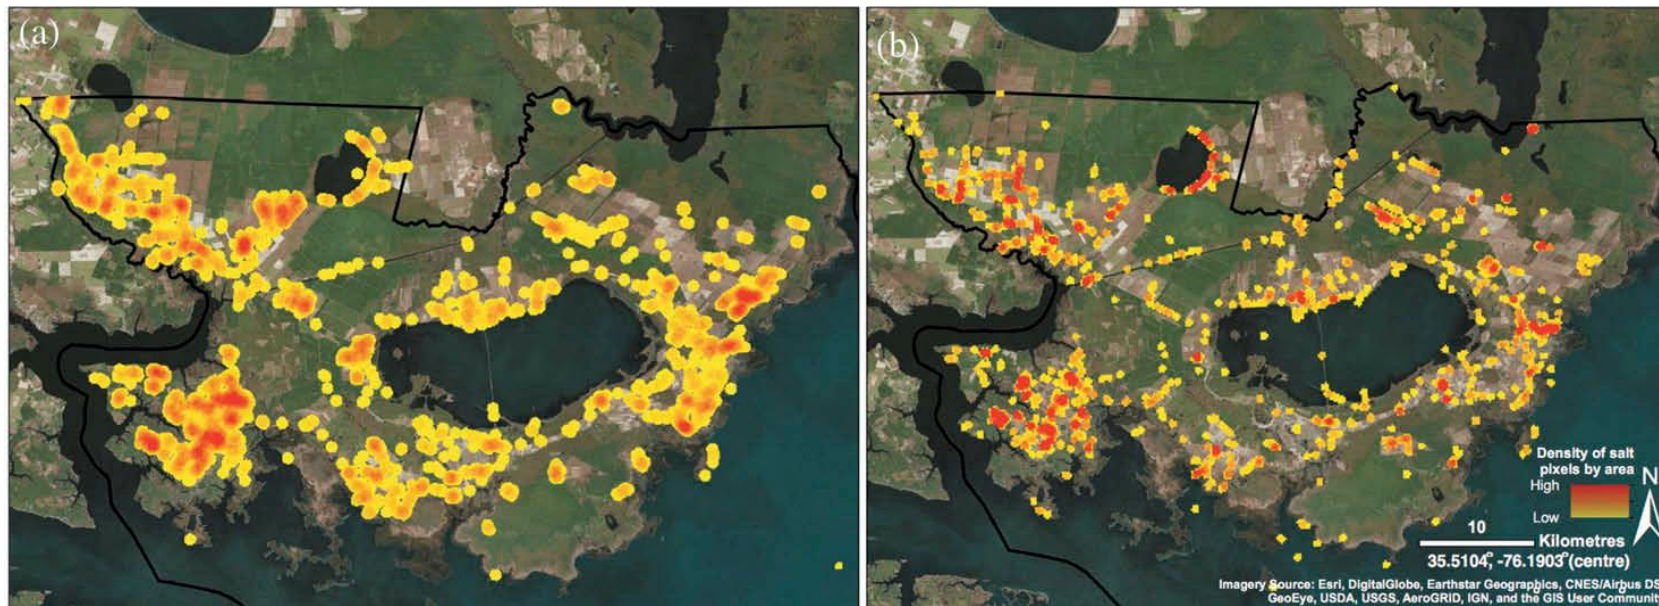 (a)
(b)
Density of salt
pixels by area
High
Low
N
10
Kilometres
35.5104°, -76.1903°(centre)
Imagery Source: Esri, DigitalGlobe, Earthstar Geographics, CNES/Airbus DS,
GeoEye, USDA, USGS, AeroGRID, IGN, and the GIS User Community